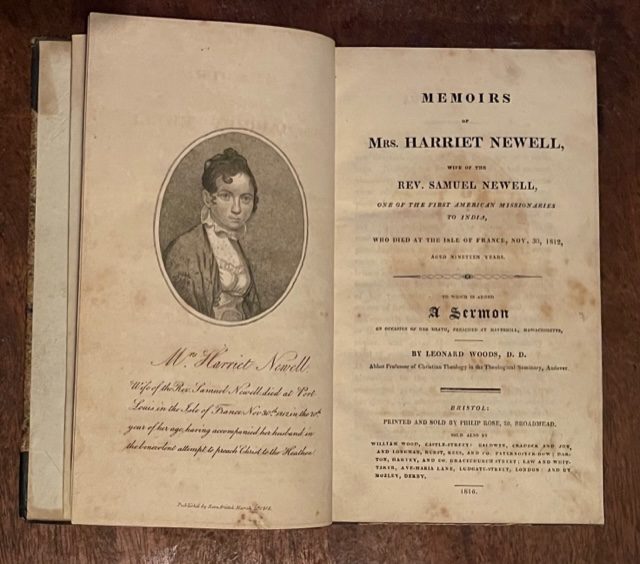 Mrs Harriet Newell,
Wife of the Rev. Samuel Newell, died at Port
Louis in the Isle of France, Nov. 30th 1812, in the 20th
year of her age, having accompanied her husband in
the benevolent attempt, to preach Christ to the Heathen
Published by March
MEMOIRS
OF
MRS. HARRIET NEWELL,
WIFE OF THE
REV. SAMUEL NEWELL,
ONE OF THE FIRST AMERICAN MISSIONARIES
TO INDIA,
WHO DIED AT THE ISLE OF FRANCE, NOV. 30, 1812,
AGED NINETEEN YEARS.
TO WHICH IS ADDED
A Sermon
ON OCCASION OF HER DEATH, PREACHED AT HAVERHILL, MASSACHUSETTS,
BY LEONARD WOODS, D. D.
Abbot Professor of Christian Theology in the Theological Seminary, Andover.
BRISTOL:
PRINTED AND SOLD BY PHILIP ROSE, 20, BROADMEAD.
SOLD ALSO BY
WILLIAM WOOD, CASTLE-STREET: BALDWIN, CRADOCK AND JOY,
AND LONGMAN, HURST, REES, AND CO. PATERNOSTER-ROW; DAR-
TON, HARVEY, AND CO. GRACECHURCH-STREET; LAW AND WHIT-
TAKER, AVE-MARIA LANE, LUDGATE-STREET, LONDON: AND BY
MOZLEY, DERBY.
1816.